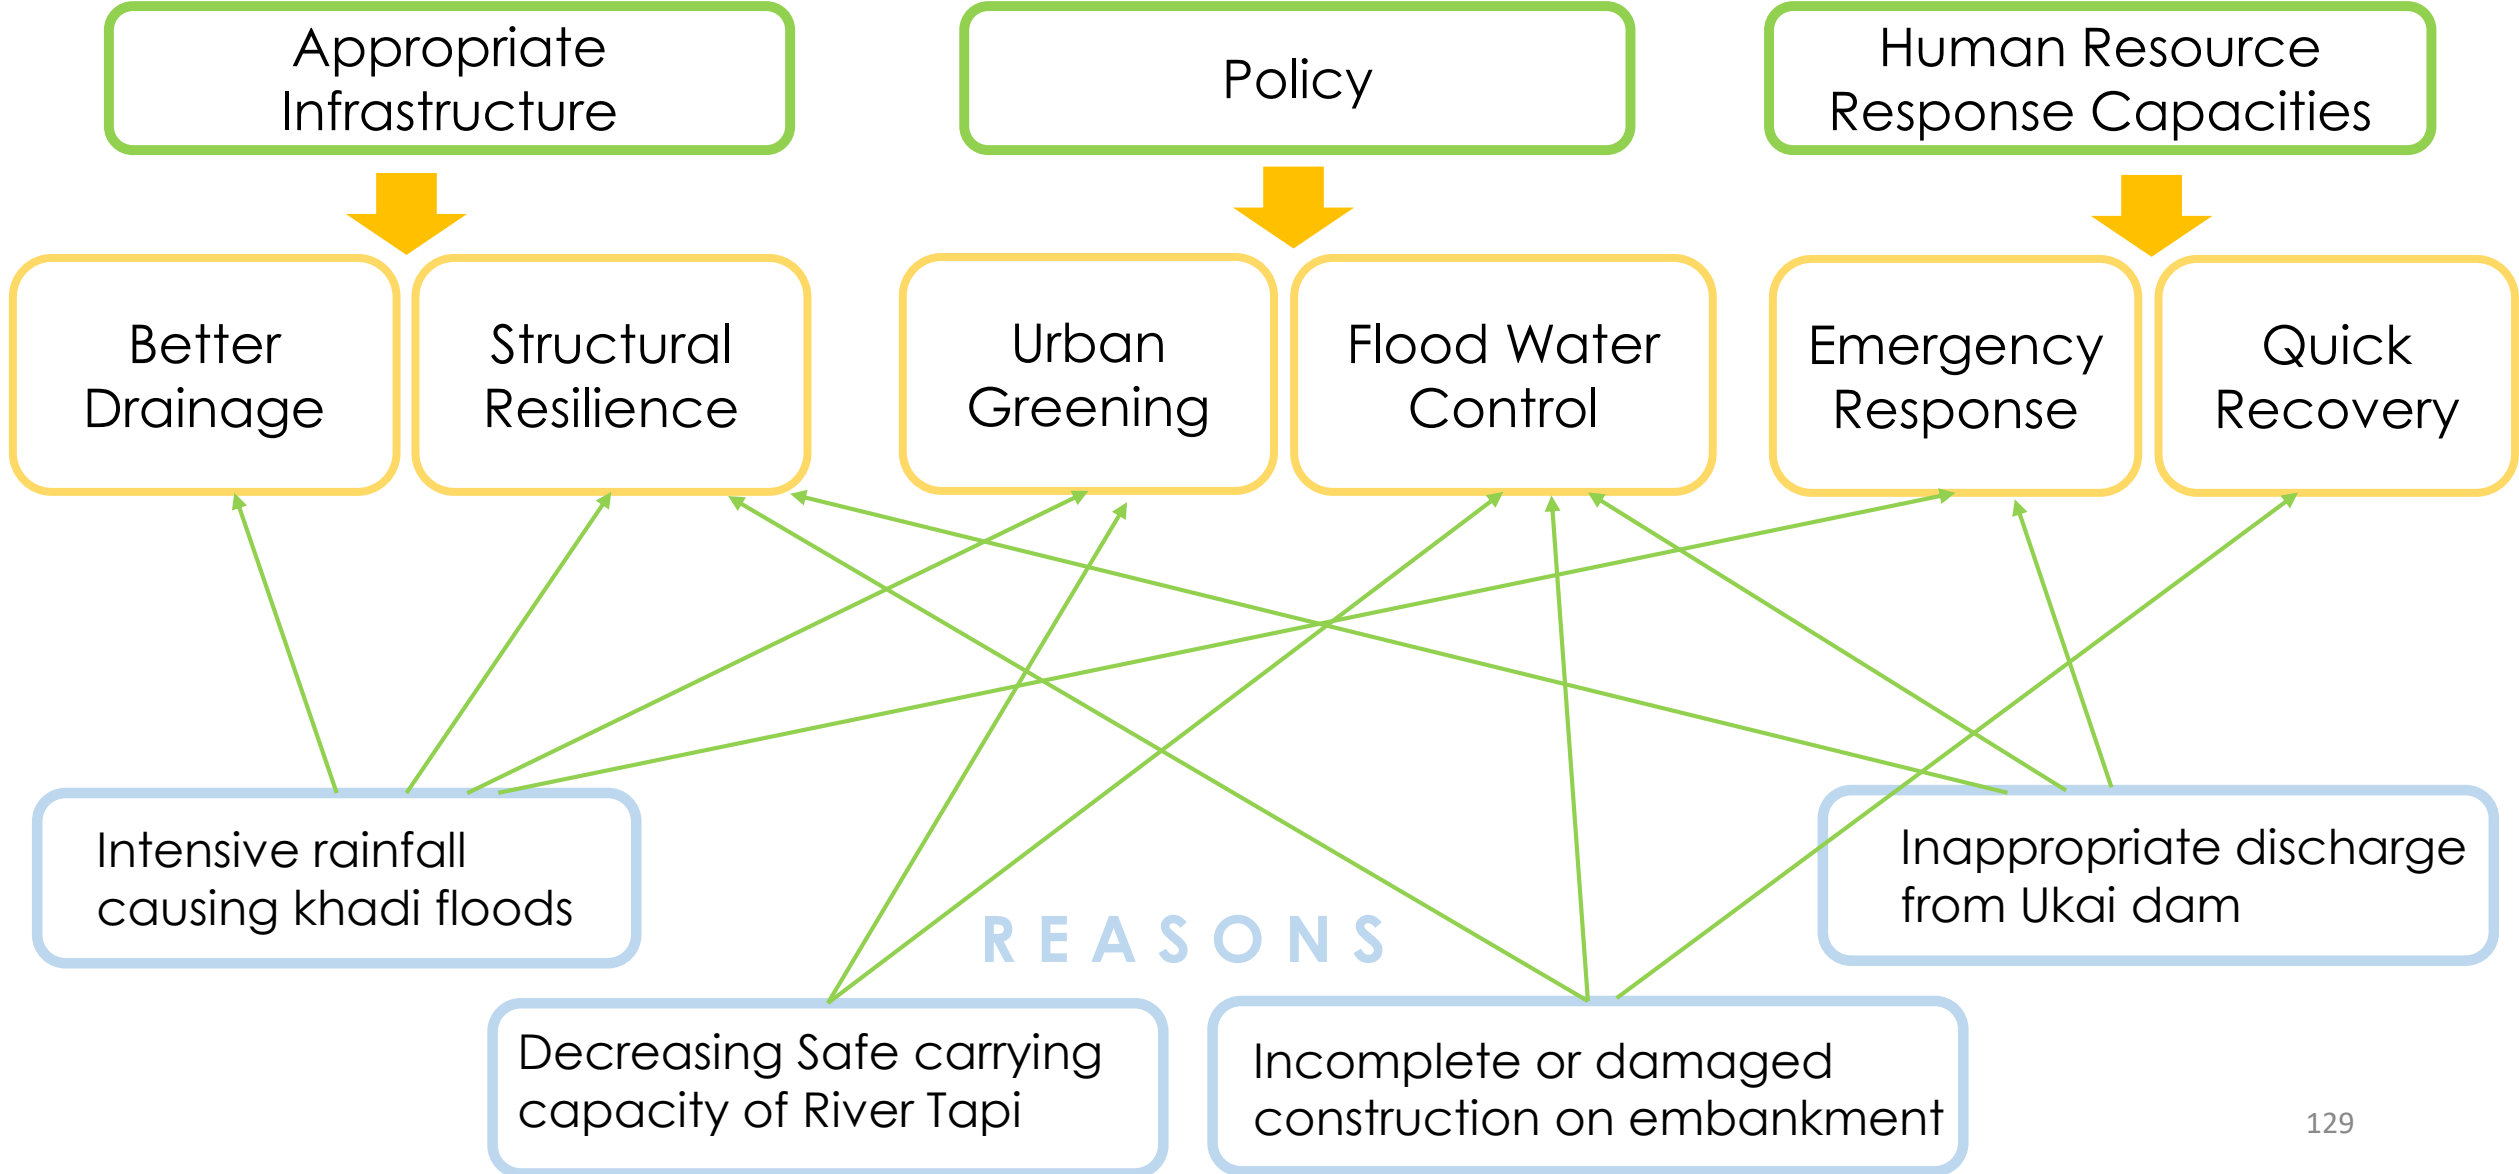 Appropriate
Infrastructure
Policy
Human Resource
Response Capacities
Better
Drainage
Structural
Resilience
Urban
Greening
Flood Water
Control
Emergency
Response
Quick
Recovery
Intensive rainfall
causing khadi floods
Inappropriate discharge
from Ukai dam
REASONS
Decreasing Safe carrying
capacity of River Tapi
Incomplete or damaged
construction on embankment
129